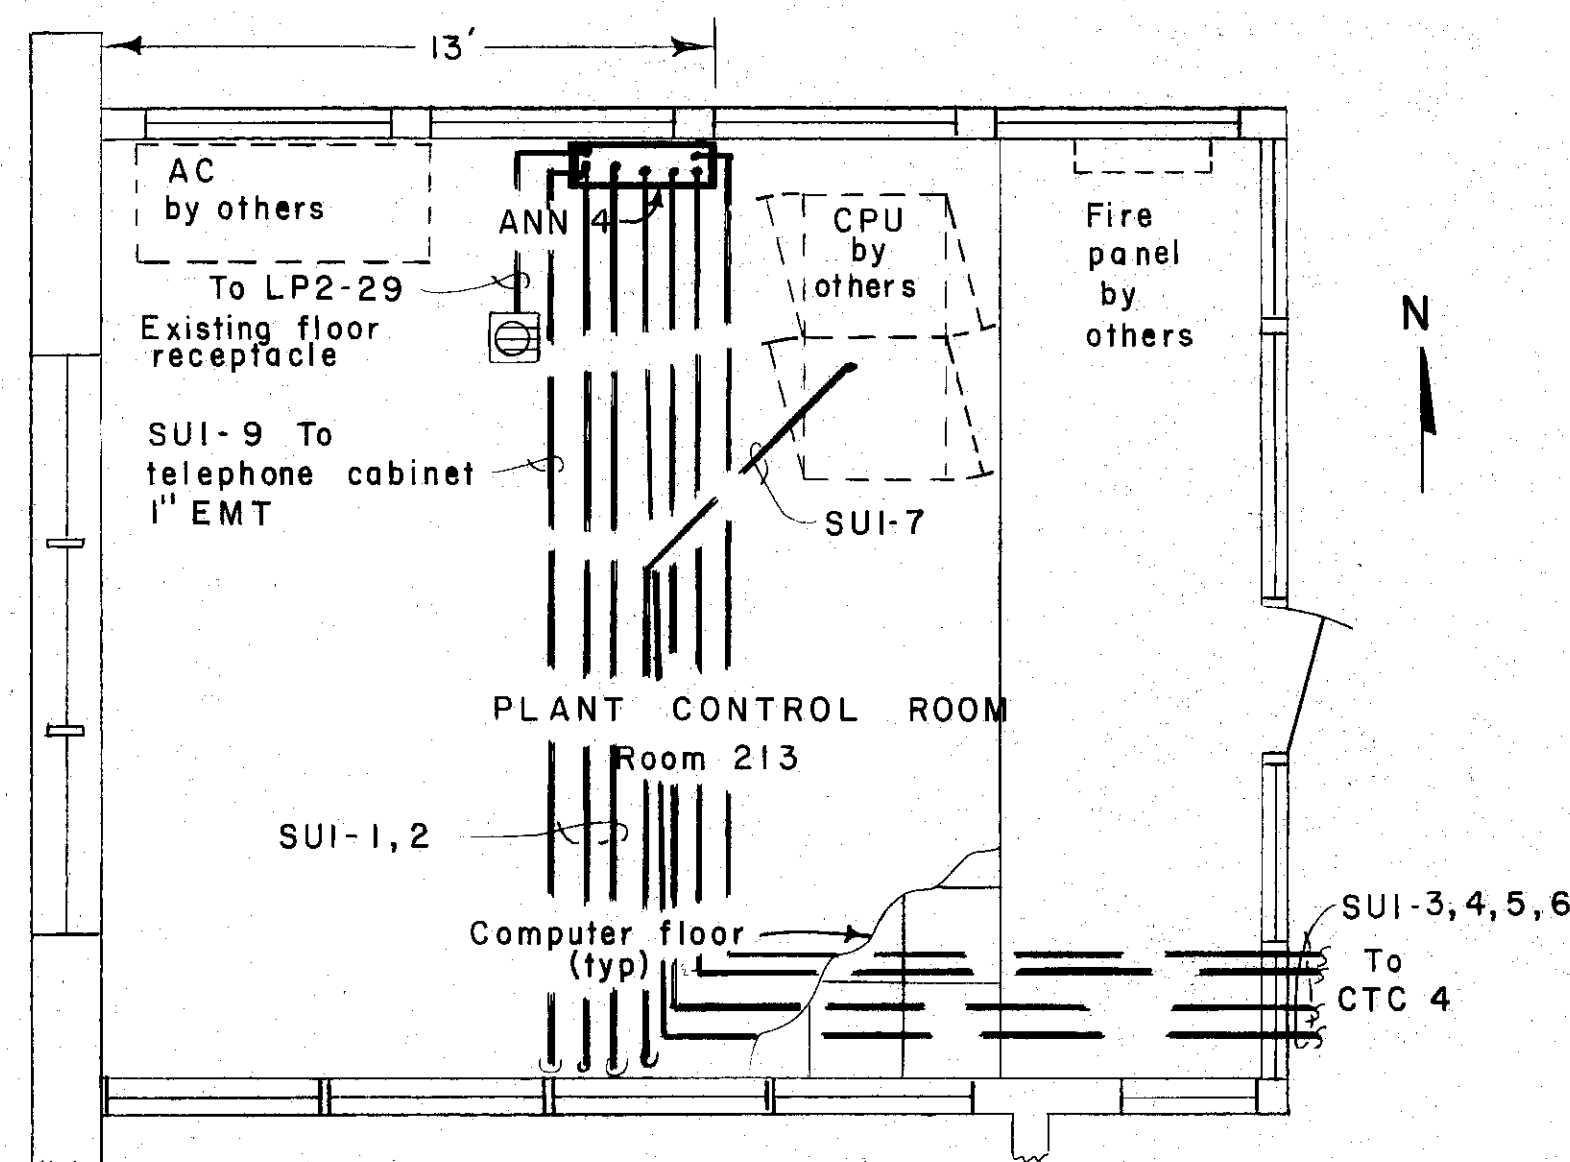 13'
AC
by others
ANN 4
CPU
by
others
Fire
panel
by
others
To LP2-29
Existing floor
receptacle
N
SUI-9 To
telephone cabinet
1" EMT
SUI-7
PLANT CONTROL ROOM
Room 213
SUI-1,2
Computer floor
(typ)
SUI-3,4,5,6
To
CTC 4